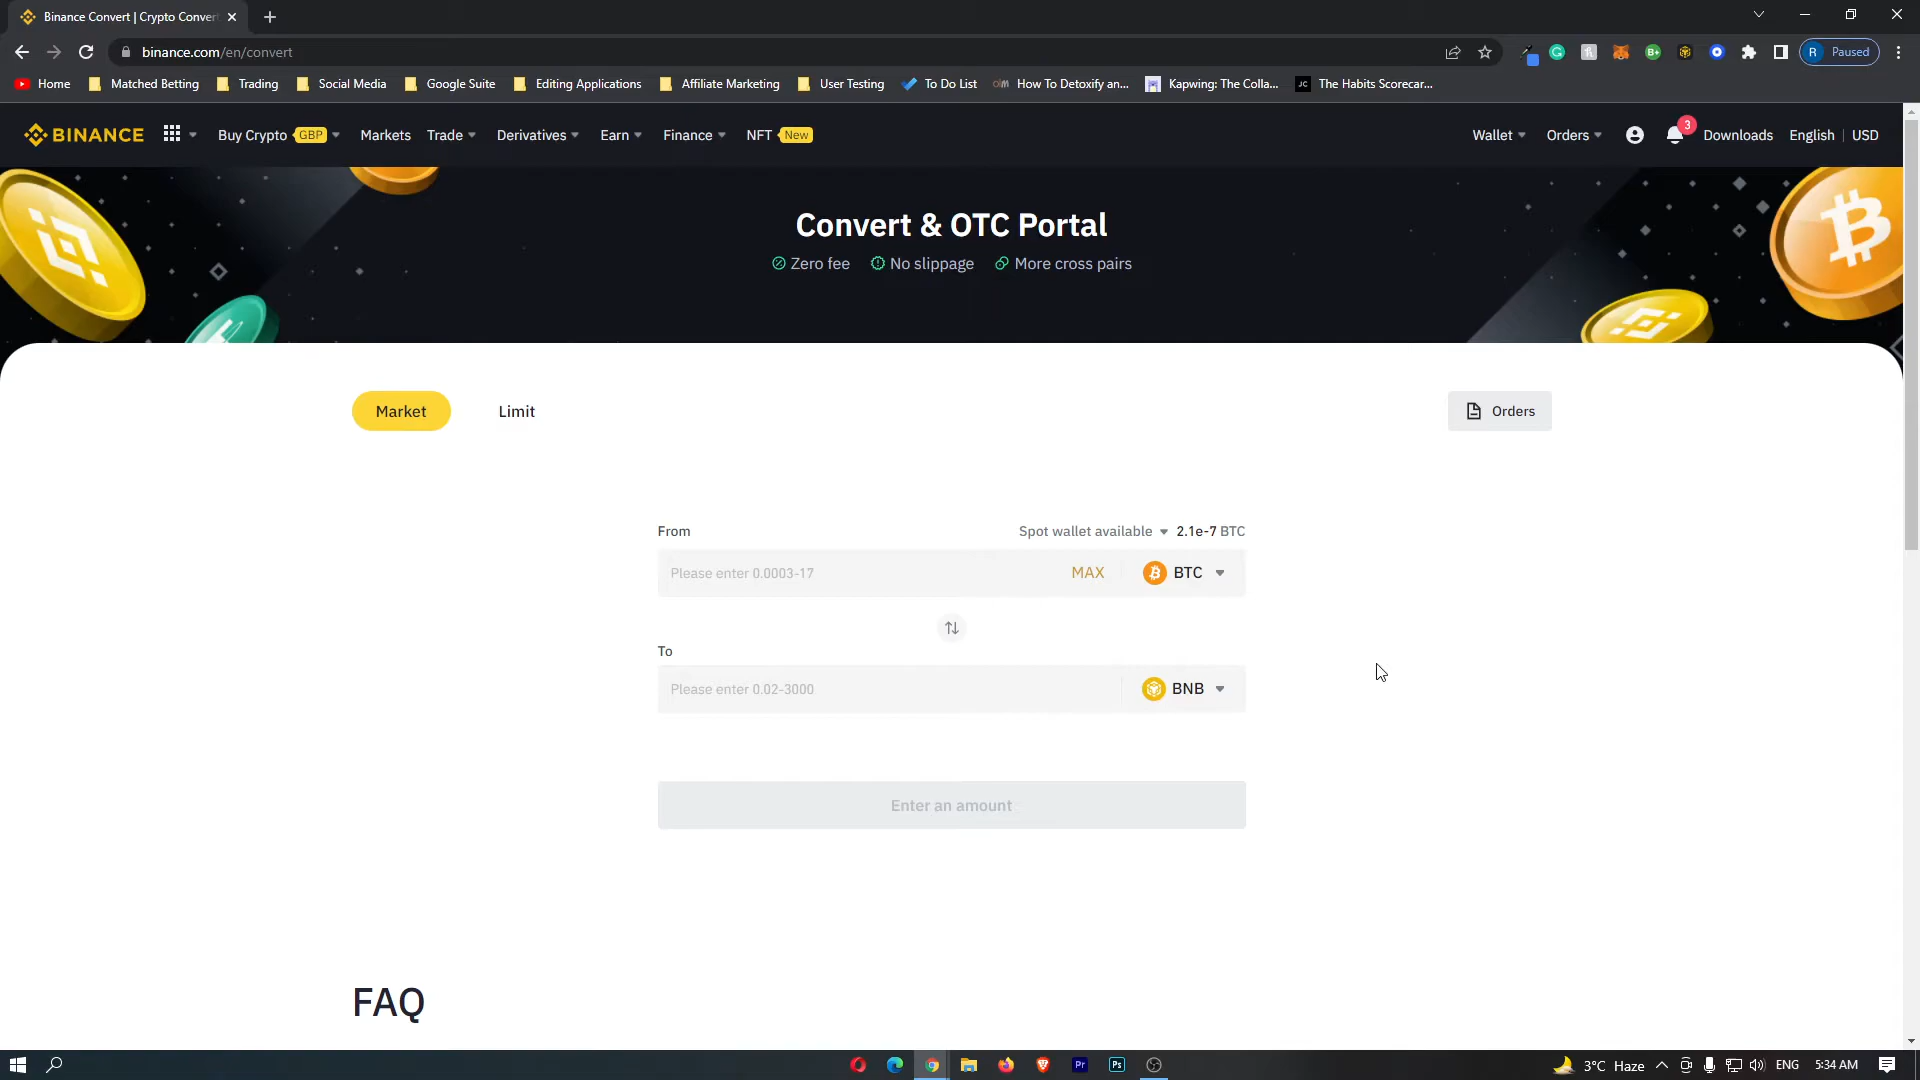 Binance Convert | Crypto Conver
binance.com/en/convert
R Paused
Home Matched Betting Trading Social Media Google Suite Editing Applications Affiliate Marketing User Testing To Do List How To Detoxify an... Kapwing: The Colla... JC The Habits Scorecar...
BINANCE Buy Crypto GBP Markets Trade Derivatives Earn Finance NFT New Wallet Orders 3 Downloads English | USD
Convert & OTC Portal
Zero fee No slippage More cross pairs
Market Limit Orders
From Spot wallet available 2.1e-7 BTC
Please enter 0.0003-17 MAX BTC
To
Please enter 0.02-3000 BNB
Enter an amount
FAQ
Pr Ps 3°C Haze ENG 5:34 AM